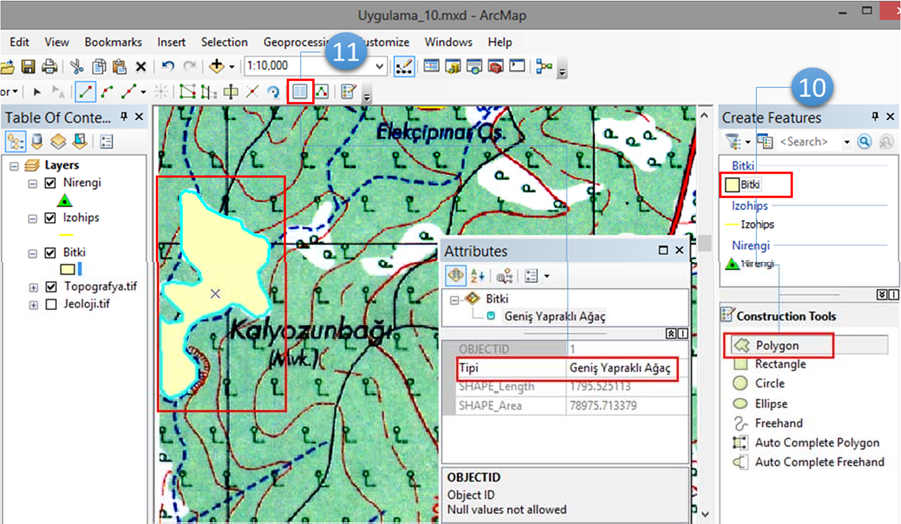 Uygulama_10.mxd - ArcMap
Edit View Bookmarks Insert Selection Geoprocessing Customize Windows Help
11
1:10,000
or
10
Table Of Conte...
Layers
Nirengi
Izohips
Bitki
Topografya.tif
Jeoloji.tif
Elekçipınar Çş.
Kalyozunbağı
(Mvk.)
Attributes
Bitki
Geniş Yapraklı Ağaç
OBJECTID 1
Tipi Geniş Yapraklı Ağaç
SHAPE_Length 1795.525113
SHAPE_Area 78975.713379
OBJECTID
Object ID
Null values not allowed
Create Features
<Search>
Bitki
Bitki
Izohips
Izohips
Nirengi
Nirengi
Construction Tools
Polygon
Rectangle
Circle
Ellipse
Freehand
Auto Complete Polygon
Auto Complete Freehand